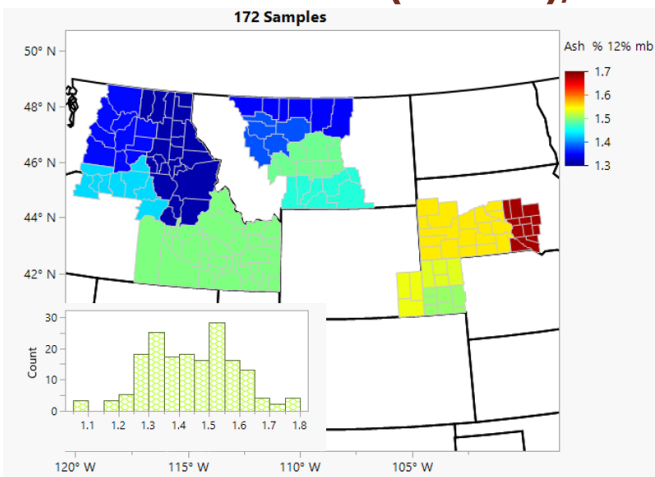 172 Samples
Ash % 12% mb
50° N
48° N
46° N
44° N
42° N
1.7
1.6
1.5
1.4
1.3
Count
30
20
10
0
1.1 1.2 1.3 1.4 1.5 1.6 1.7 1.8
120° W 115° W 110° W 105° W